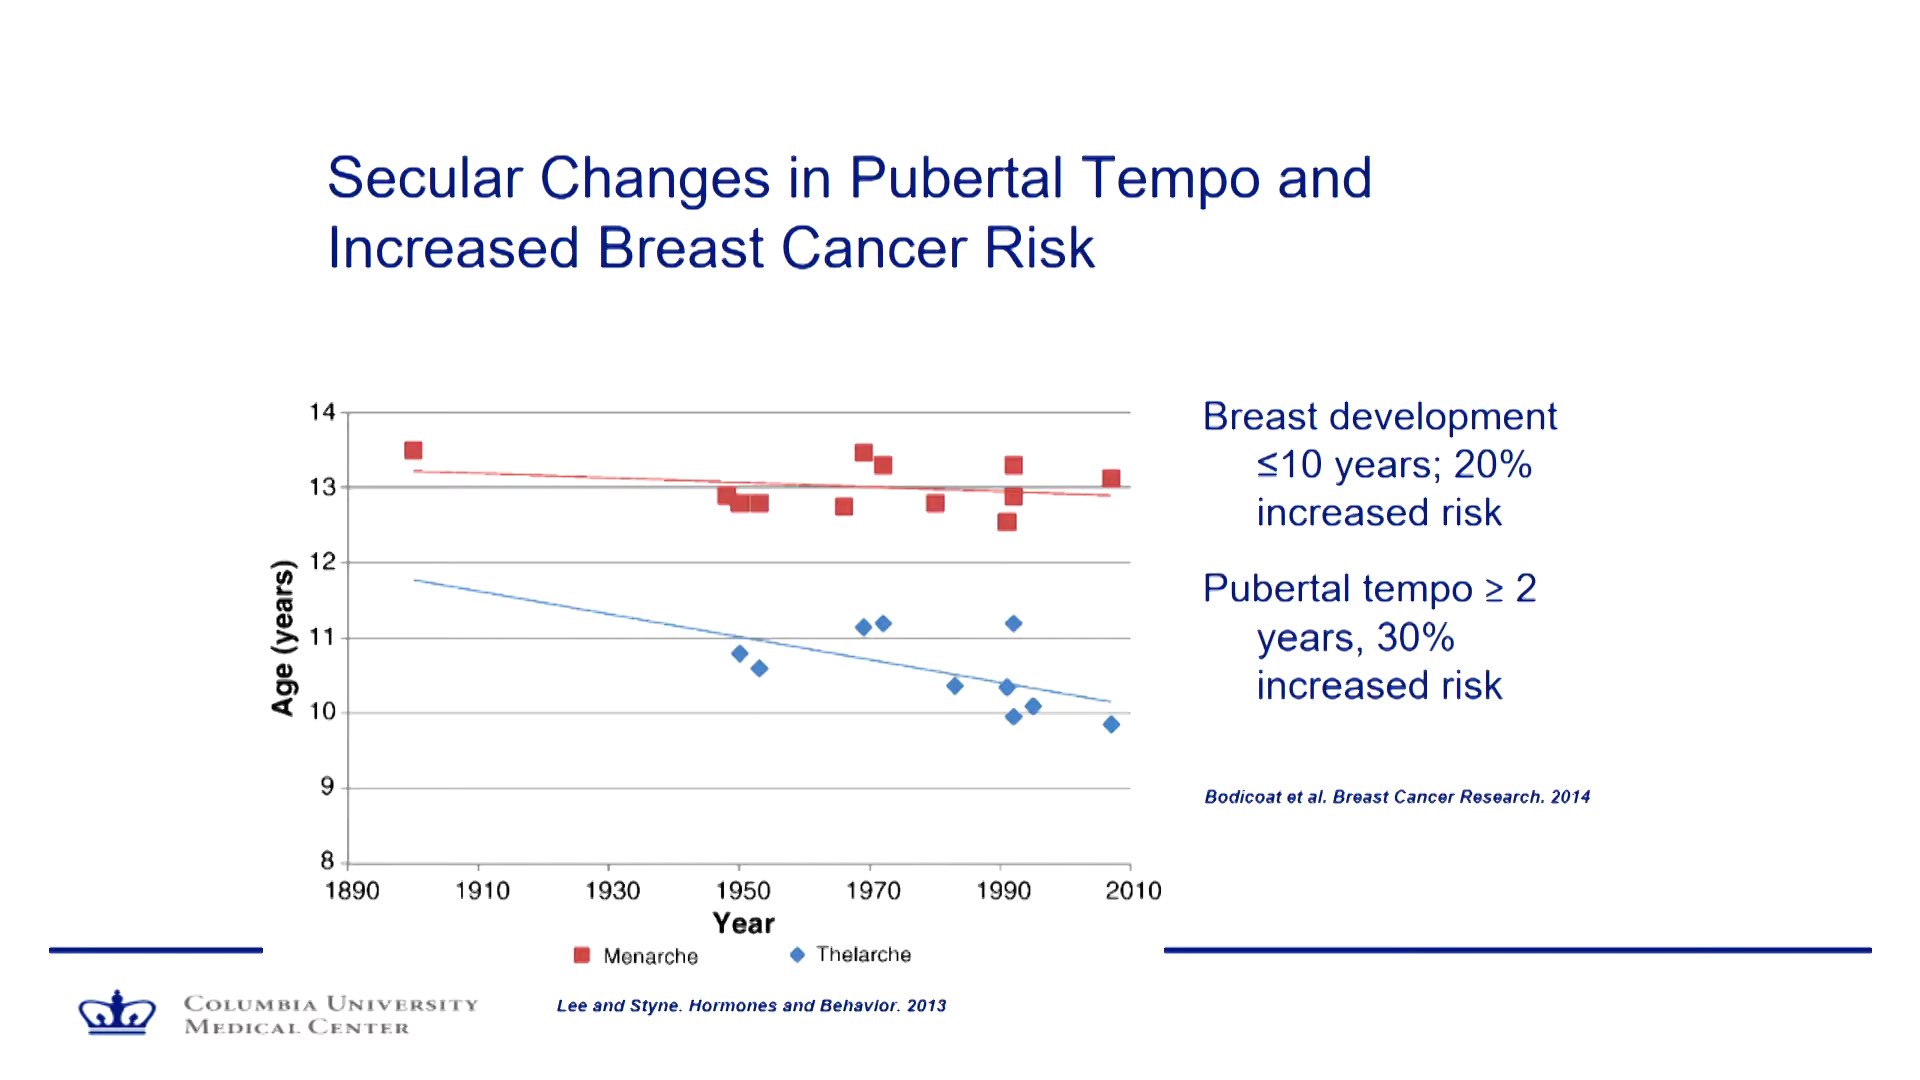 Secular Changes in Pubertal Tempo and
Increased Breast Cancer Risk
14
13
12
11
10
9
8
Age (years)
1890 1910 1930 1950 1970 1990 2010
Year
Menarche Thelarche
Lee and Styne. Hormones and Behavior. 2013
Breast development
≤10 years; 20%
increased risk
Pubertal tempo ≥ 2
years, 30%
increased risk
Bodicoat et al. Breast Cancer Research. 2014
COLUMBIA UNIVERSITY
MEDICAL CENTER